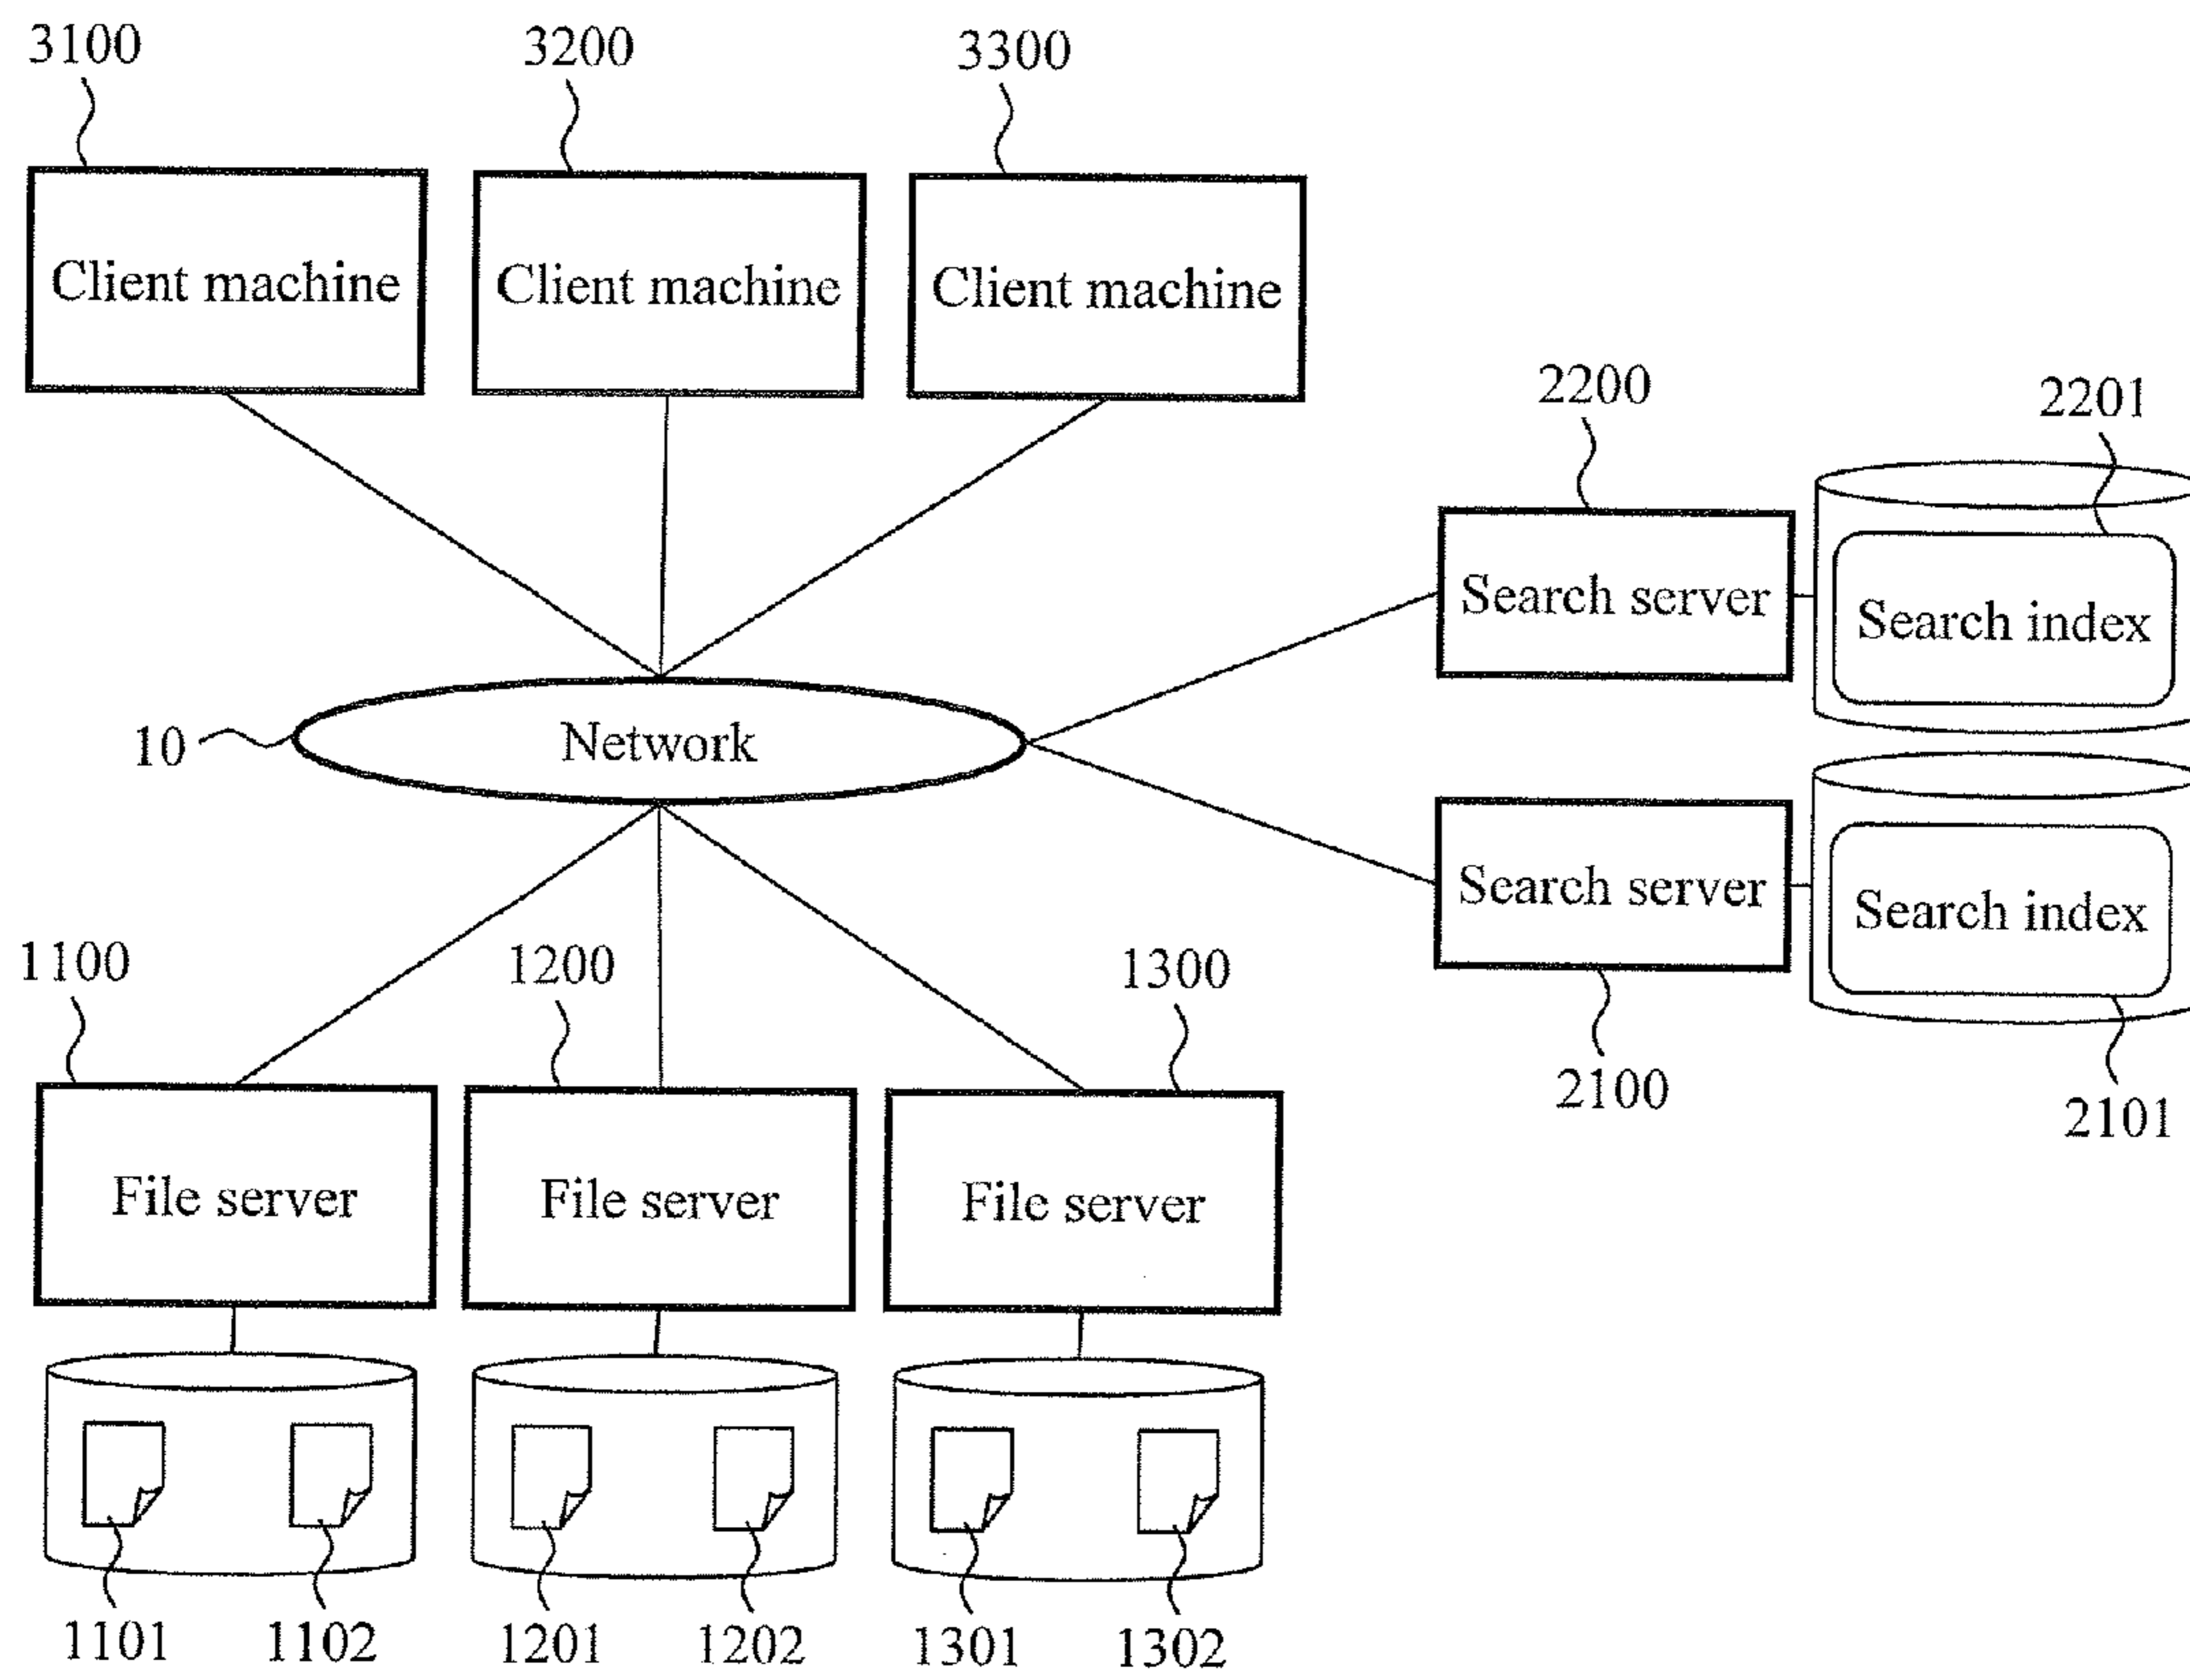 3100
3200
3300
Client machine
Client machine
Client machine
2200
2201
Search server
Search index
10
Network
Search server
Search index
2100
2101
1100
1200
1300
File server
File server
File server
1101
1102
1201
1202
1301
1302